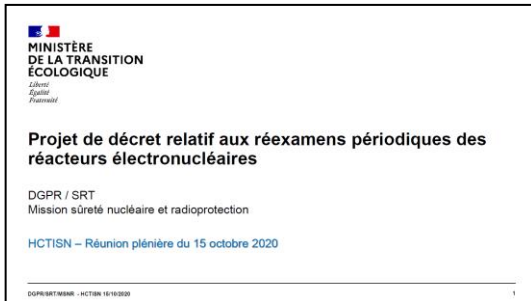 MINISTÈRE
DE LA TRANSITION
ÉCOLOGIQUE
Liberté
Égalité
Fraternité
Projet de décret relatif aux réexamens périodiques des
réacteurs électronucléaires
DGPR / SRT
Mission sûreté nucléaire et radioprotection
HCTISN – Réunion plénière du 15 octobre 2020
DGPR/SRT/MSNR - HCTISN 15/10/2020 1